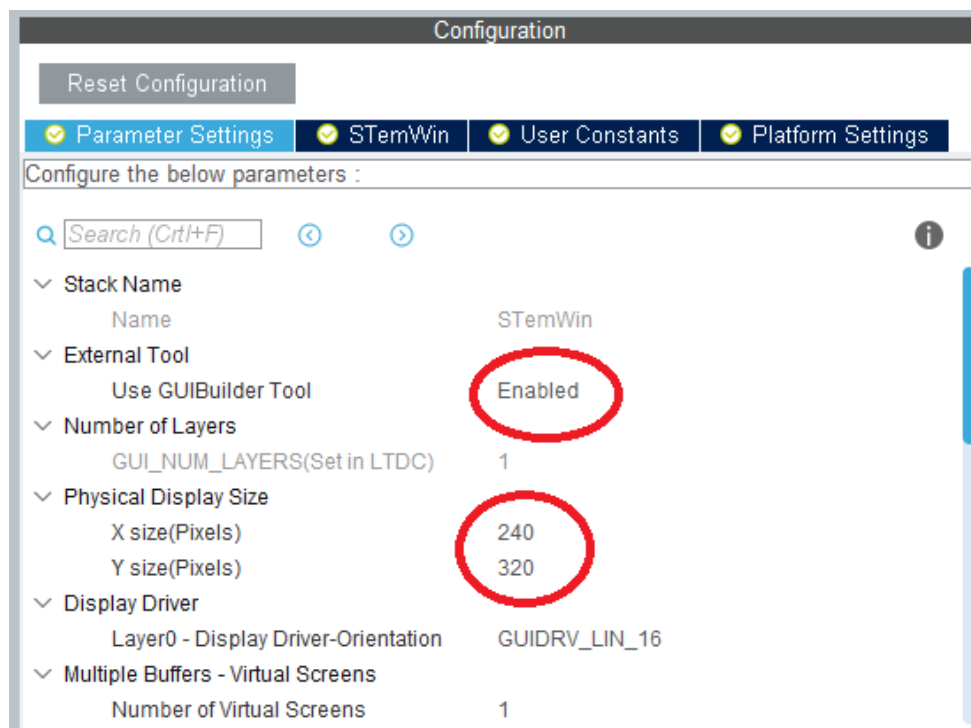 Configuration
Reset Configuration
Parameter Settings STemWin User Constants Platform Settings
Configure the below parameters :
Search (Crtl+F)
Stack Name
Name STemWin
External Tool
Use GUIBuilder Tool Enabled
Number of Layers
GUI_NUM_LAYERS(Set in LTDC) 1
Physical Display Size
X size(Pixels) 240
Y size(Pixels) 320
Display Driver
Layer0 - Display Driver-Orientation GUIDRV_LIN_16
Multiple Buffers - Virtual Screens
Number of Virtual Screens 1